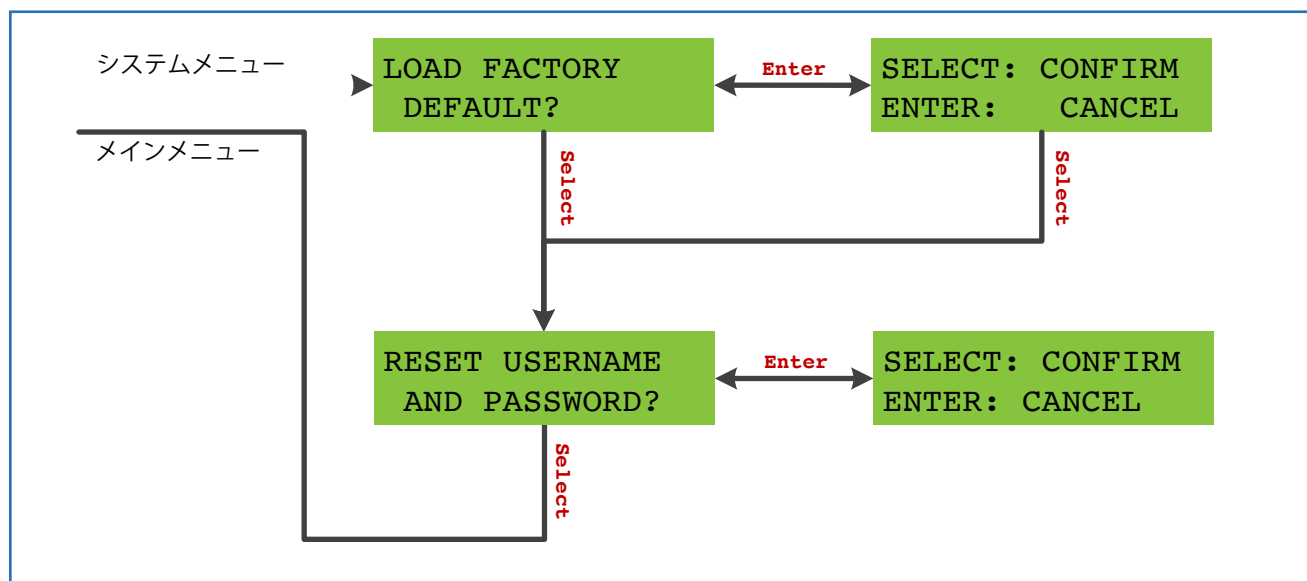 システムメニュー
LOAD FACTORY
DEFAULT?
Enter
SELECT: CONFIRM
ENTER: CANCEL
メインメニュー
Select
Select
RESET USERNAME
AND PASSWORD?
Enter
SELECT: CONFIRM
ENTER: CANCEL
Select